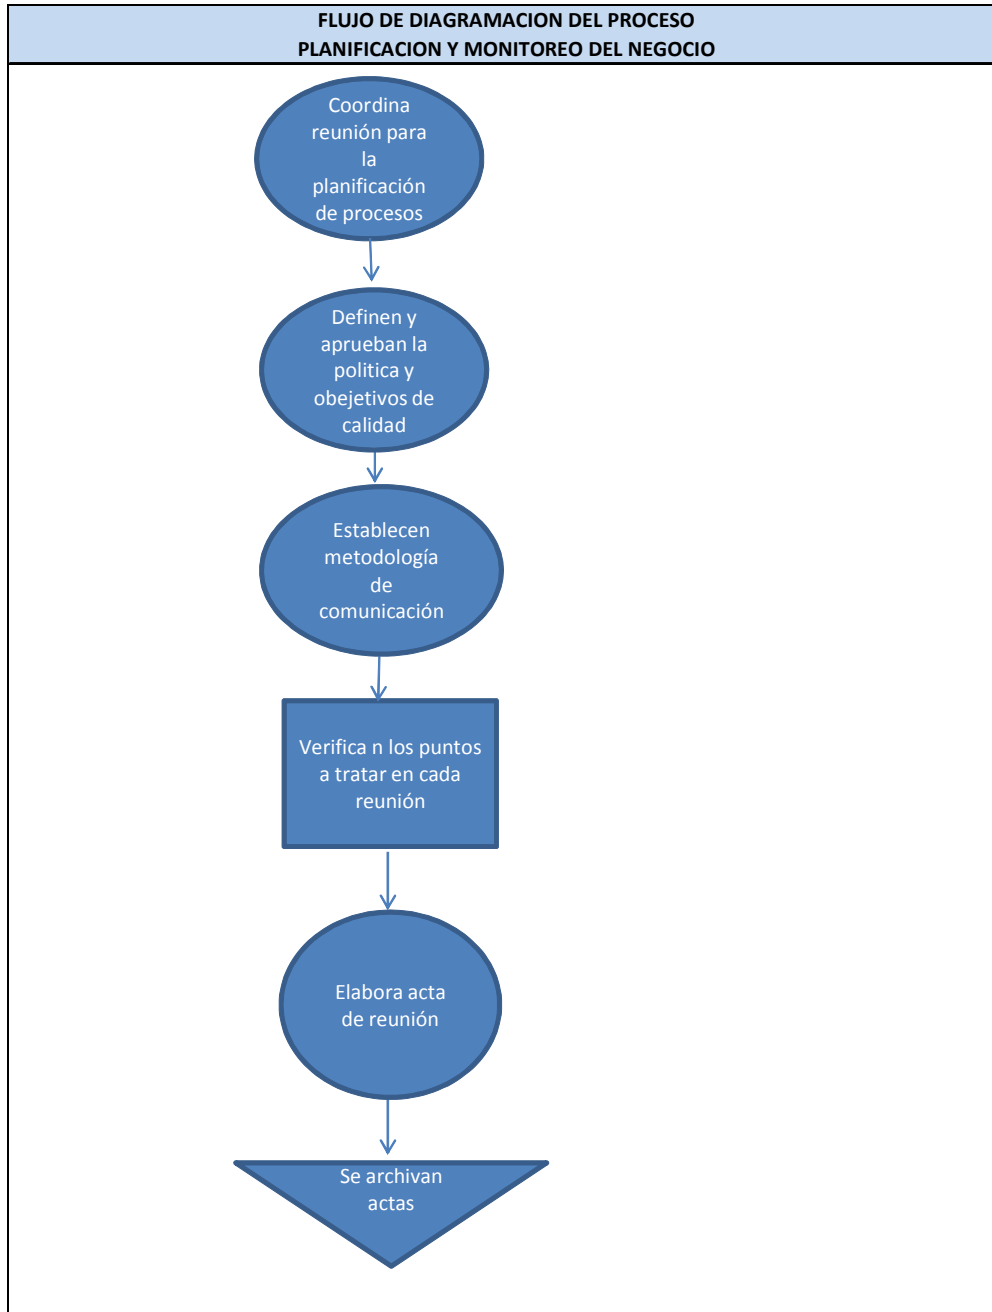 FLUJO DE DIAGRAMACION DEL PROCESO
PLANIFICACION Y MONITOREO DEL NEGOCIO
Coordina
reunión para
la
planificación
de procesos
Definen y
aprueban la
politica y
obejetivos de
calidad
Establecen
metodología
de
comunicación
Verifica n los puntos
a tratar en cada
reunión
Elabora acta
de reunión
Se archivan
actas